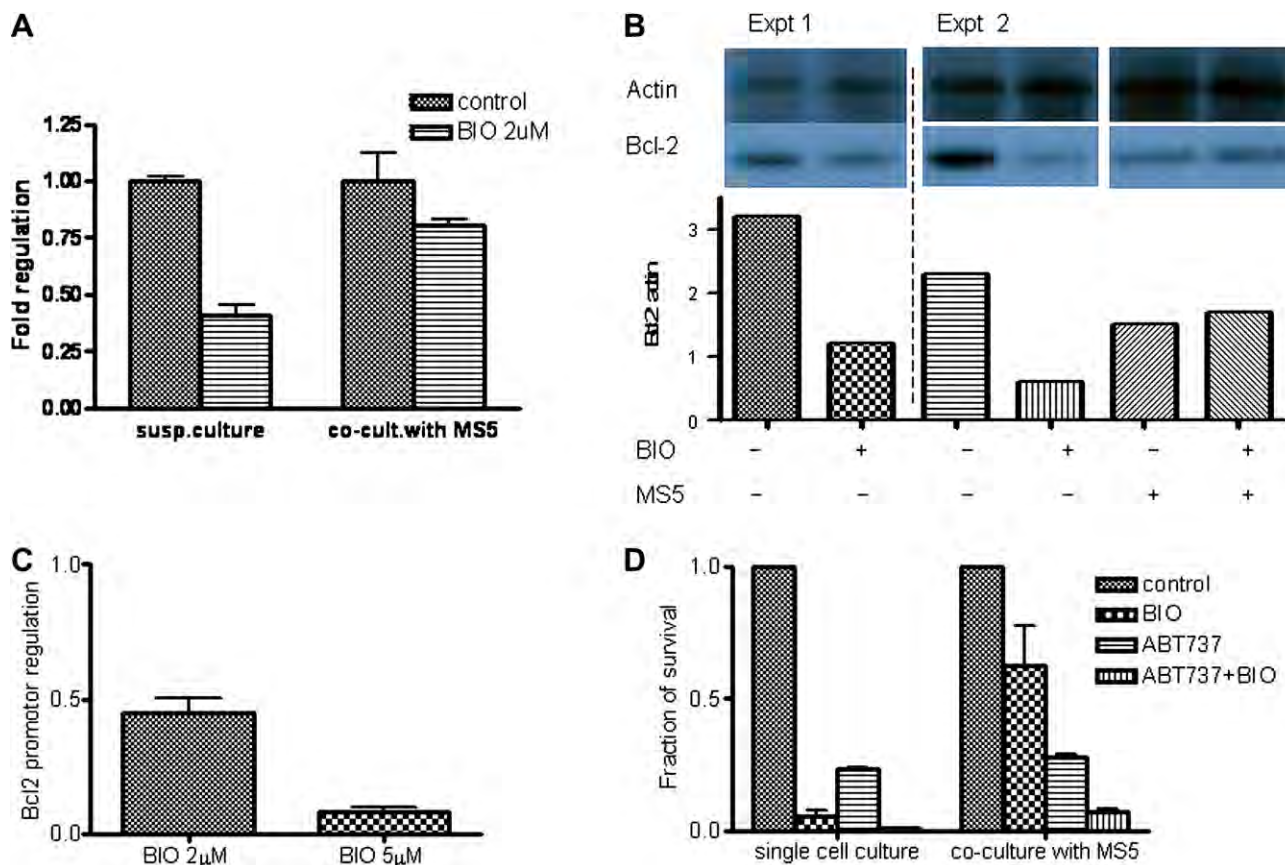 A
control
BIO 2uM
1.25
1.00
0.75
0.50
0.25
0.00
Fold regulation
susp.culture
co-cult.with MS5
B
Expt 1
Expt 2
Actin
Bcl-2
3
2
1
0
BIO - + - + - +
MS5 - - - - + +
C
1.0
0.5
0.0
Bcl2 promotor regulation
BIO 2µM
BIO 5µM
D
1.0
0.5
0.0
Fraction of survival
control
BIO
ABT737
ABT737+BIO
single cell culture
co-culture with MS5